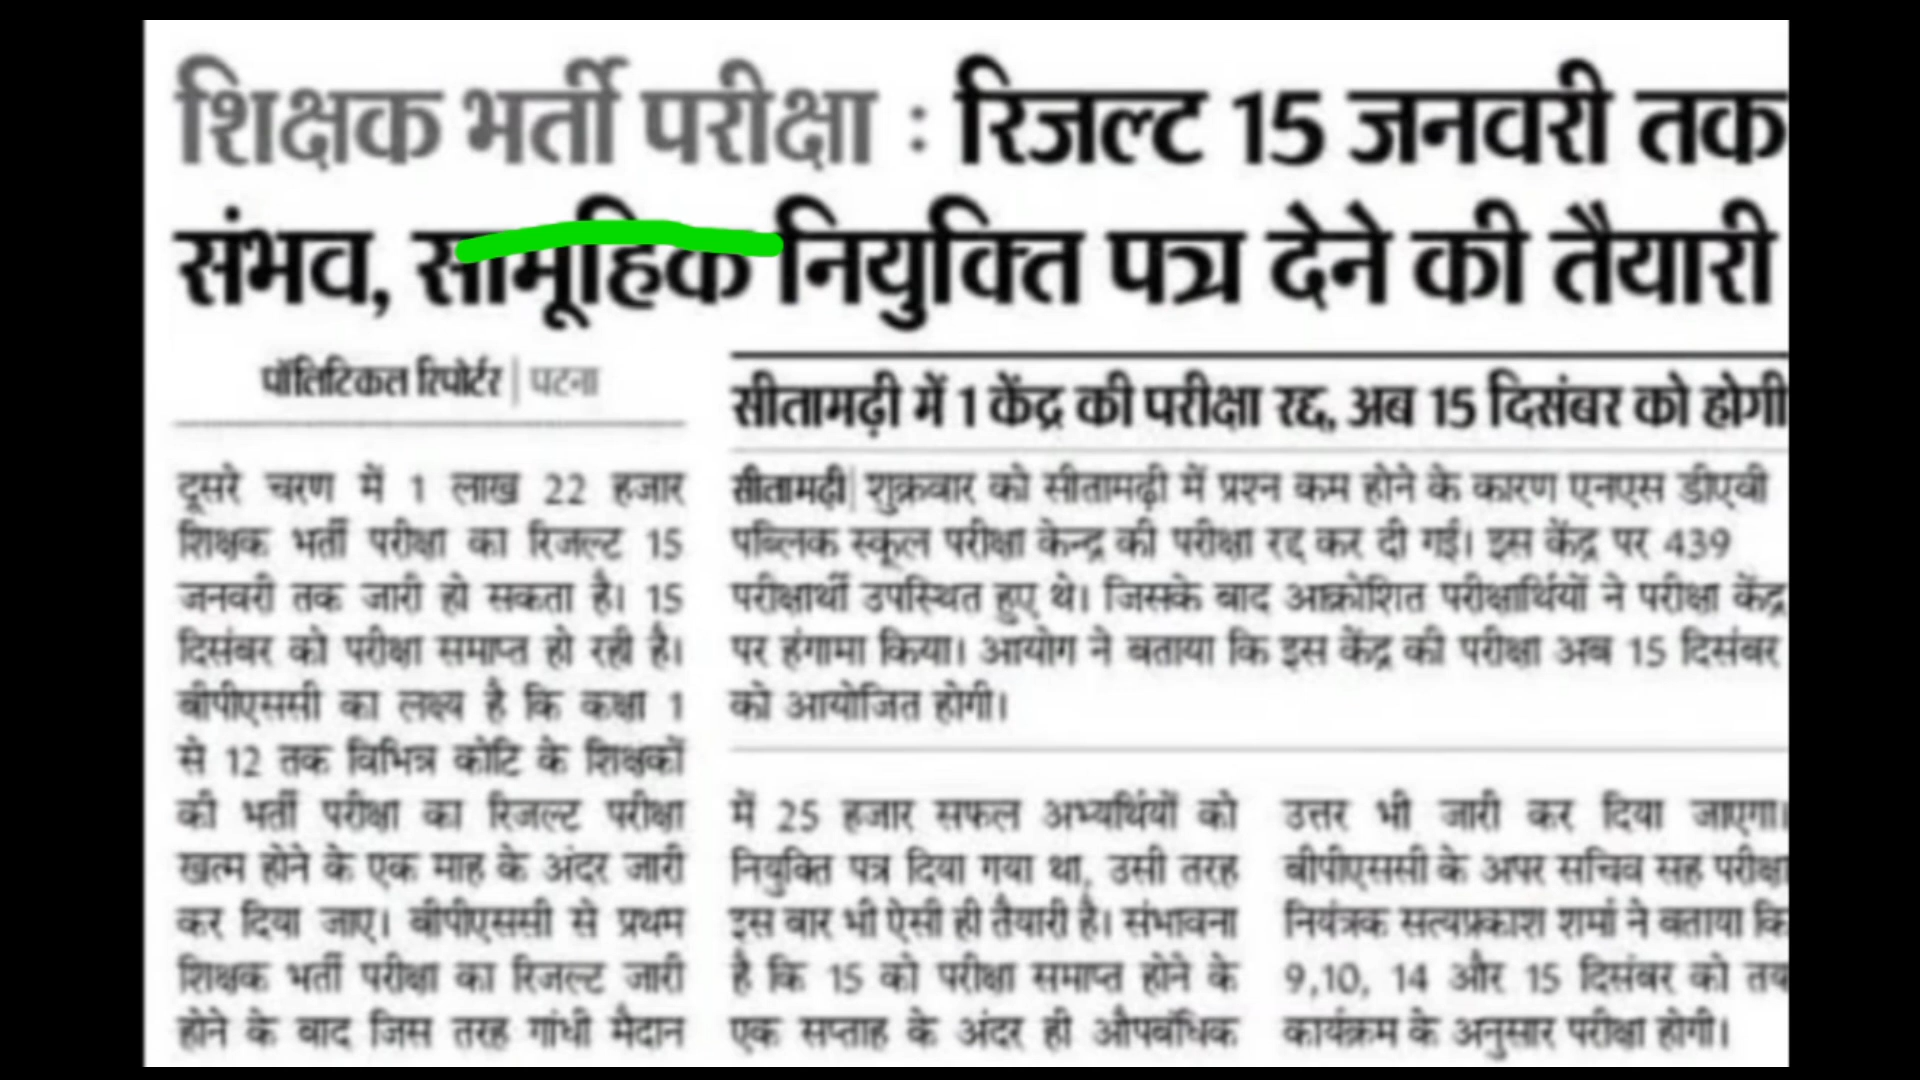 शिक्षक भर्ती परीक्षा : रिजल्ट 15 जनवरी तक
संभव, सामूहिक नियुक्ति पत्र देने की तैयारी
पॉलिटिकल रिपोर्टर | पटना
दूसरे चरण में 1 लाख 22 हजार
शिक्षक भर्ती परीक्षा का रिजल्ट 15
जनवरी तक जारी हो सकता है। 15
दिसंबर को परीक्षा समाप्त हो रही है।
बीपीएससी का लक्ष्य है कि कक्षा 1
से 12 तक विभिन्न कोटि के शिक्षकों
की भर्ती परीक्षा का रिजल्ट परीक्षा
खत्म होने के एक माह के अंदर जारी
कर दिया जाए। बीपीएससी से प्रथम
शिक्षक भर्ती परीक्षा का रिजल्ट जारी
होने के बाद जिस तरह गांधी मैदान
सीतामढ़ी में 1 केंद्र की परीक्षा रद्द, अब 15 दिसंबर को होगी
सीतामढ़ी| शुक्रवार को सीतामढ़ी में प्रश्न कम होने के कारण एनएस डीएवी
पब्लिक स्कूल परीक्षा केन्द्र की परीक्षा रद्द कर दी गई। इस केंद्र पर 439
परीक्षार्थी उपस्थित हुए थे। जिसके बाद आक्रोशित परीक्षार्थियों ने परीक्षा केंद्र
पर हंगामा किया। आयोग ने बताया कि इस केंद्र की परीक्षा अब 15 दिसंबर
को आयोजित होगी।
में 25 हजार सफल अभ्यर्थियों को
नियुक्ति पत्र दिया गया था, उसी तरह
इस बार भी ऐसी ही तैयारी है। संभावना
है कि 15 को परीक्षा समाप्त होने के
एक सप्ताह के अंदर ही औपबंधिक
उत्तर भी जारी कर दिया जाएगा।
बीपीएससी के अपर सचिव सह परीक्षा
नियंत्रक सत्यप्रकाश शर्मा ने बताया कि
9,10, 14 और 15 दिसंबर को तय
कार्यक्रम के अनुसार परीक्षा होगी।